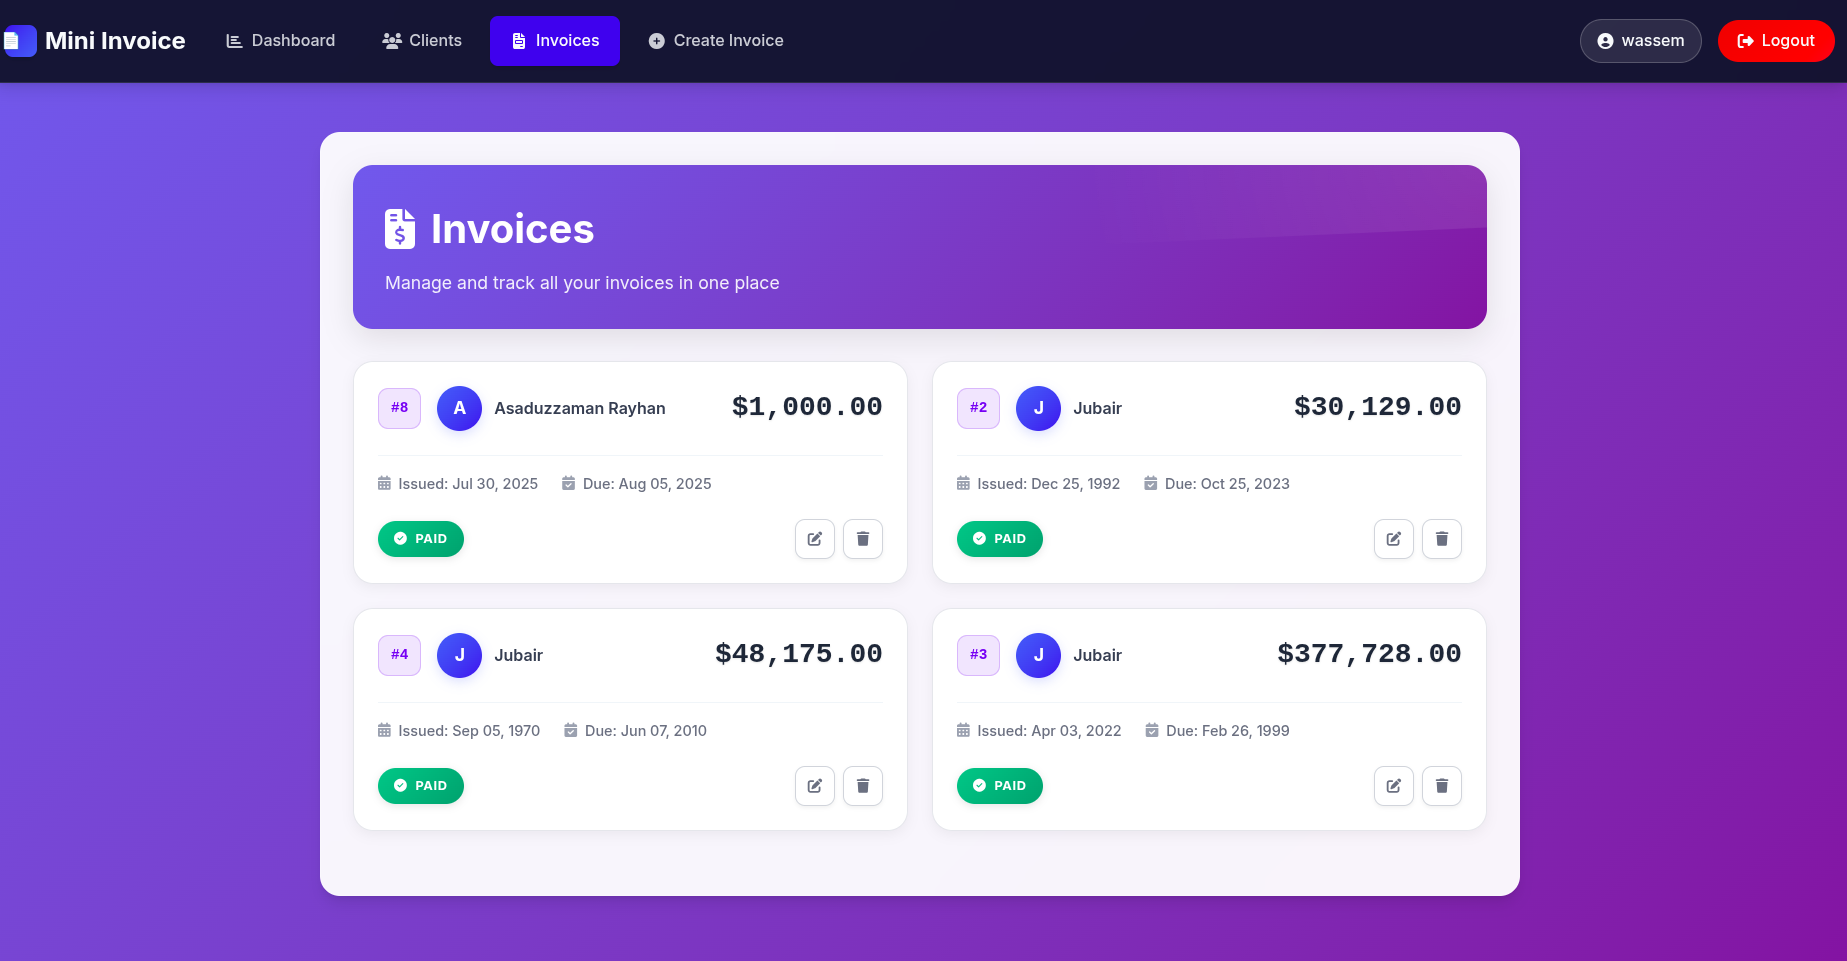 Mini Invoice
Dashboard
Clients
Invoices
Create Invoice
wassem
Logout
Invoices
Manage and track all your invoices in one place
#8
A
Asaduzzaman Rayhan
$1,000.00
Issued: Jul 30, 2025
Due: Aug 05, 2025
PAID
#2
J
Jubair
$30,129.00
Issued: Dec 25, 1992
Due: Oct 25, 2023
PAID
#4
J
Jubair
$48,175.00
Issued: Sep 05, 1970
Due: Jun 07, 2010
PAID
#3
J
Jubair
$377,728.00
Issued: Apr 03, 2022
Due: Feb 26, 1999
PAID